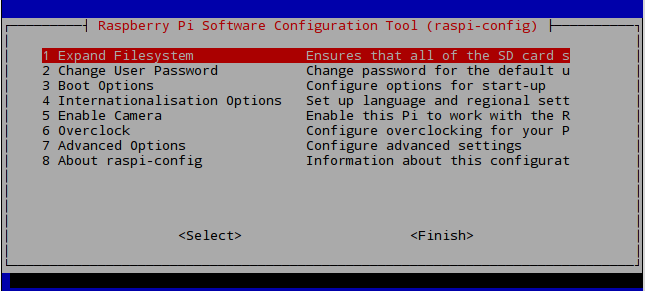 Raspberry Pi Software Configuration Tool (raspi-config)
1 Expand Filesystem Ensures that all of the SD card s
2 Change User Password Change password for the default u
3 Boot Options Configure options for start-up
4 Internationalisation Options Set up language and regional sett
5 Enable Camera Enable this Pi to work with the R
6 Overclock Configure overclocking for your P
7 Advanced Options Configure advanced settings
8 About raspi-config Information about this configurat
<Select> <Finish>